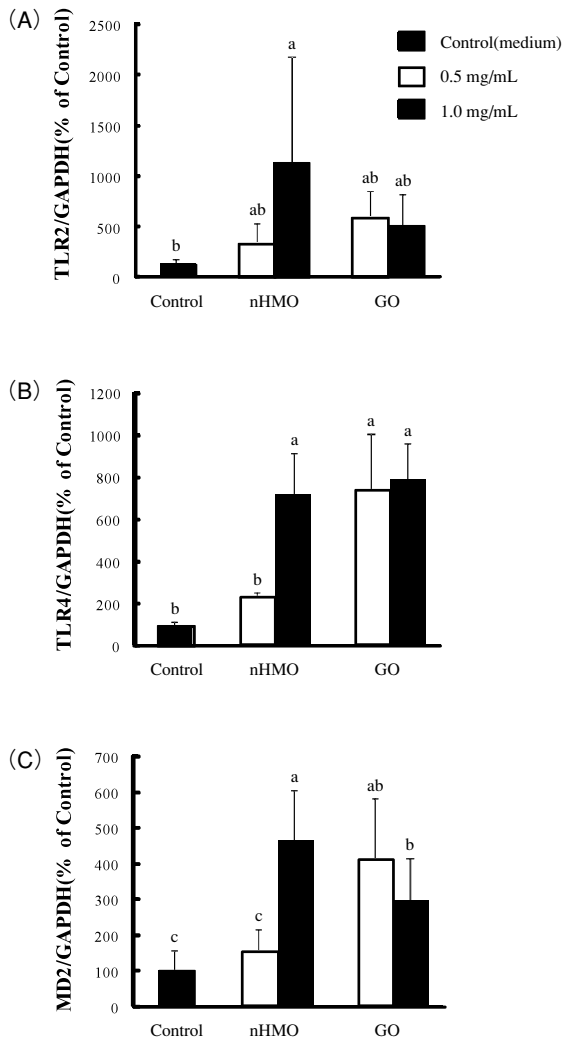 (A)
TLR2/GAPDH(% of Control)
2500
2000
1500
1000
500
0
b
ab
a
ab
ab
Control
nHMO
GO
Control(medium)
0.5 mg/mL
1.0 mg/mL
(B)
TLR4/GAPDH(% of Control)
1200
1000
800
600
400
200
0
b
b
a
a
a
Control
nHMO
GO
(C)
MD2/GAPDH(% of Control)
700
600
500
400
300
200
100
0
c
c
a
ab
b
Control
nHMO
GO